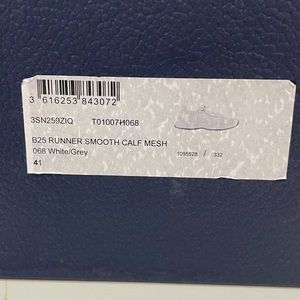 3 616253 843072
3SN259ZIQ T01007H068
B25 RUNNER SMOOTH CALF MESH
068 White/Grey
1095528 / 332
41